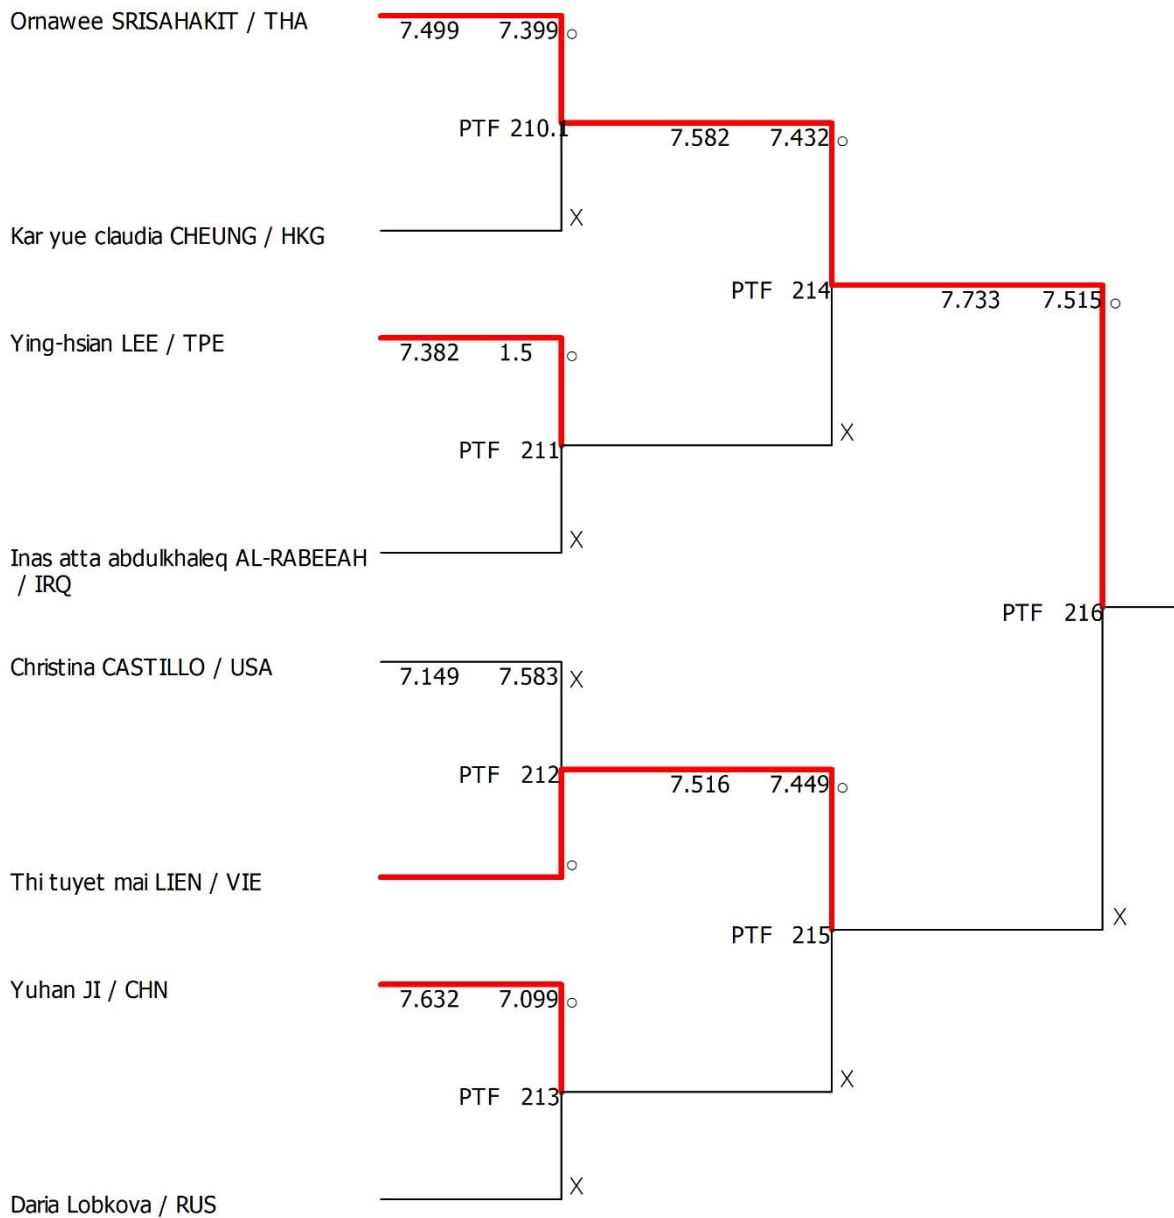 Ornawee SRISAHAKIT / THA
7.499 7.399 ○
PTF 210.1
7.582 7.432 ○
Kar yue claudia CHEUNG / HKG
X
PTF 214
7.733 7.515 ○
Ying-hsian LEE / TPE
7.382 1.5 ○
PTF 211
X
Inas atta abdulkhaleq AL-RABEEAH
/ IRQ
X
PTF 216
Christina CASTILLO / USA
7.149 7.583 X
PTF 212
7.516 7.449 ○
Thi tuyet mai LIEN / VIE
○
PTF 215
X
Yuhan JI / CHN
7.632 7.099 ○
PTF 213
X
Daria Lobkova / RUS
X